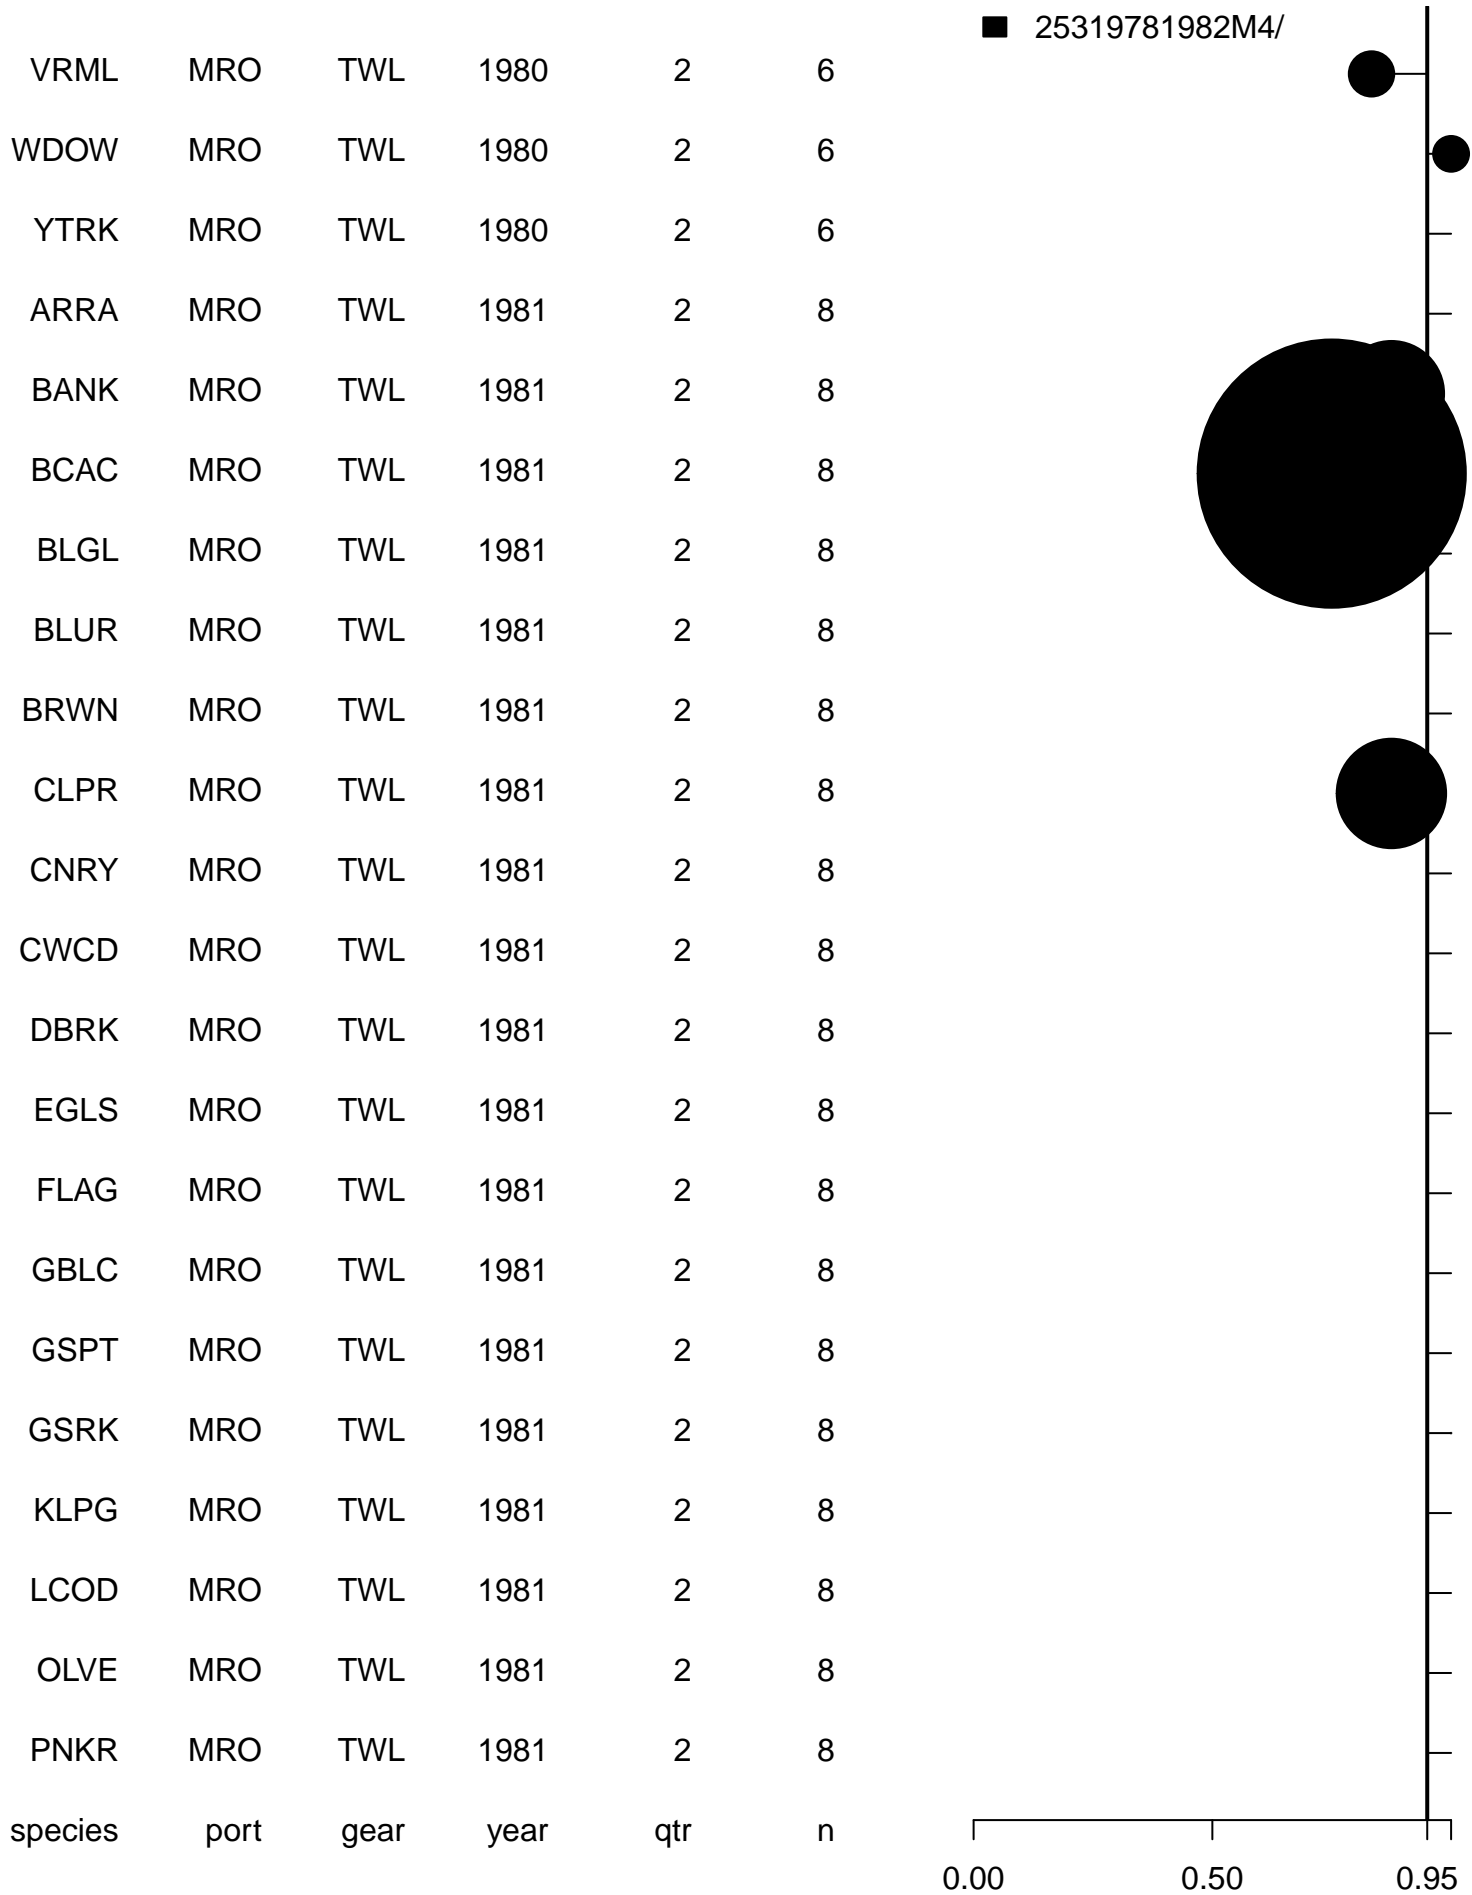 25319781982M4/
VRML MRO TWL 1980 2 6
WDOW MRO TWL 1980 2 6
YTRK MRO TWL 1980 2 6
ARRA MRO TWL 1981 2 8
BANK MRO TWL 1981 2 8
BCAC MRO TWL 1981 2 8
BLGL MRO TWL 1981 2 8
BLUR MRO TWL 1981 2 8
BRWN MRO TWL 1981 2 8
CLPR MRO TWL 1981 2 8
CNRY MRO TWL 1981 2 8
CWCD MRO TWL 1981 2 8
DBRK MRO TWL 1981 2 8
EGLS MRO TWL 1981 2 8
FLAG MRO TWL 1981 2 8
GBLC MRO TWL 1981 2 8
GSPT MRO TWL 1981 2 8
GSRK MRO TWL 1981 2 8
KLPG MRO TWL 1981 2 8
LCOD MRO TWL 1981 2 8
OLVE MRO TWL 1981 2 8
PNKR MRO TWL 1981 2 8
species port gear year qtr n
0.00 0.50 0.95